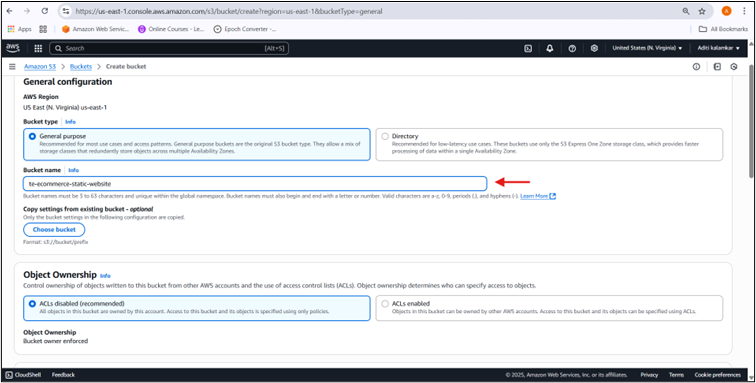 https://us-east-1.console.aws.amazon.com/s3/bucket/create?region=us-east-1&bucketType=general
A
Apps
Amazon Web Servic...
Online Courses - Le...
Epoch Converter - ...
All Bookmarks
aws
Search
[Alt+S]
United States (N. Virginia)
Aditi kalamkar
Amazon S3 > Buckets > Create bucket
General configuration
AWS Region
US East (N. Virginia) us-east-1
Bucket type | Info
General purpose
Recommended for most use cases and access patterns. General purpose buckets are the original S3 bucket type. They allow a mix of
storage classes that redundantly store objects across multiple Availability Zones.
Directory
Recommended for low-latency use cases. These buckets use only the S3 Express One Zone storage class, which provides faster
processing of data within a single Availability Zone.
Bucket name | Info
te-ecommerce-static-website
Bucket names must be 3 to 63 characters and unique within the global namespace. Bucket names must also begin and end with a letter or number. Valid characters are a-z, 0-9, periods (.), and hyphens (-). Learn More
Copy settings from existing bucket - optional
Only the bucket settings in the following configuration are copied.
Choose bucket
Format: s3://bucket/prefix
Object Ownership Info
Control ownership of objects written to this bucket from other AWS accounts and the use of access control lists (ACLs). Object ownership determines who can specify access to objects.
ACLs disabled (recommended)
All objects in this bucket are owned by this account. Access to this bucket and its objects is specified using only policies.
ACLs enabled
Objects in this bucket can be owned by other AWS accounts. Access to this bucket and its objects can be specified using ACLs.
Object Ownership
Bucket owner enforced
CloudShell
Feedback
© 2025, Amazon Web Services, Inc. or its affiliates.
Privacy
Terms
Cookie preferences